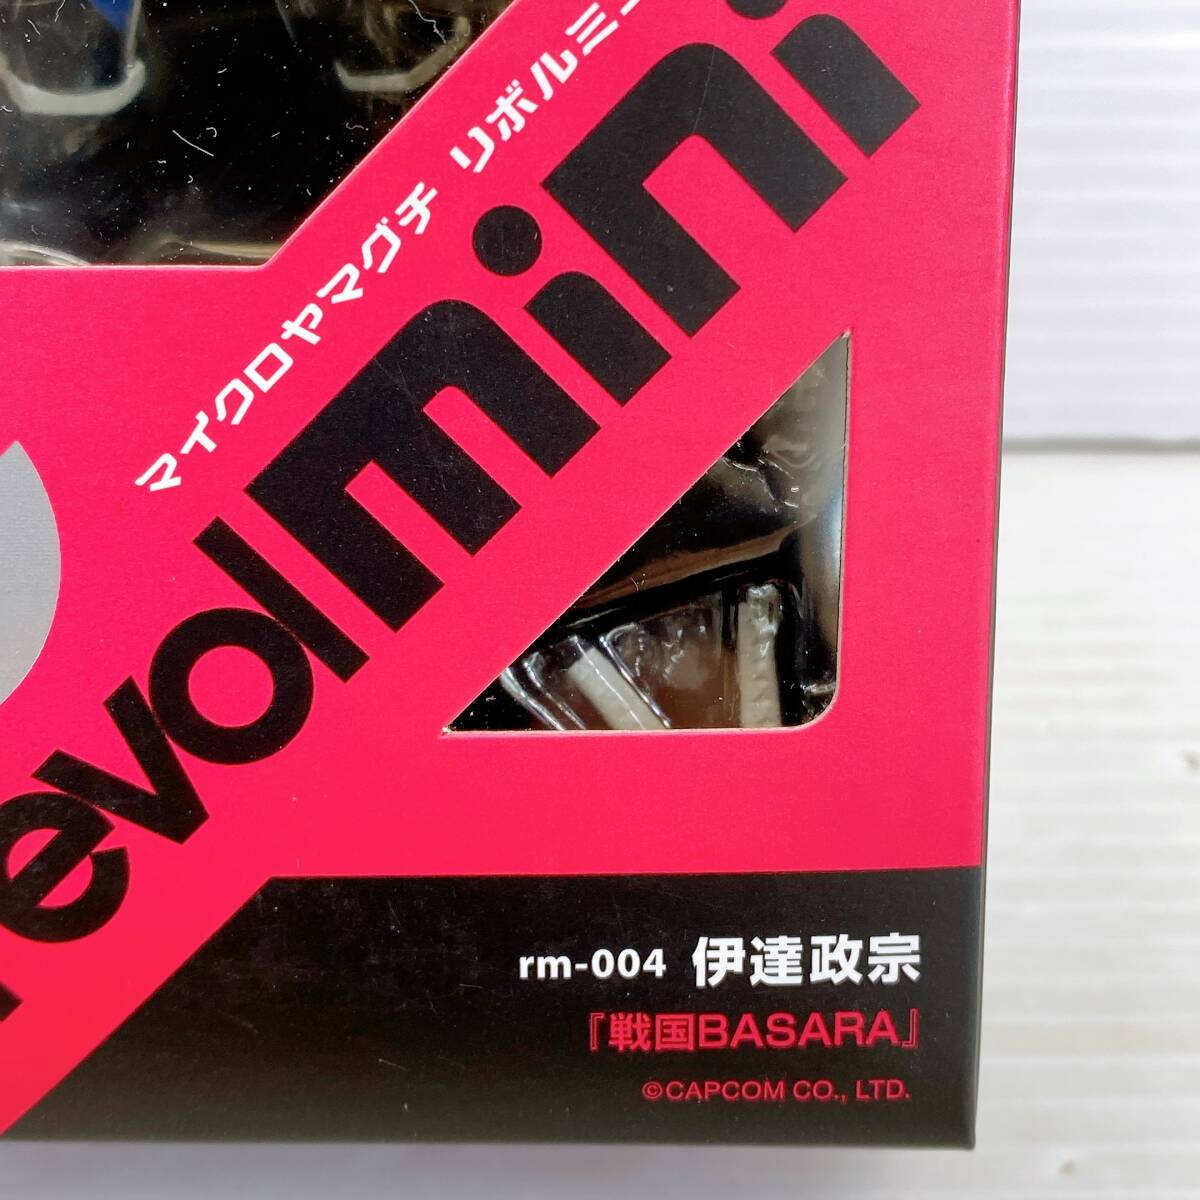 マイクロヤマグチ リボルミニ
revolmini
rm-004 伊達政宗
『戦国BASARA』
©CAPCOM CO., LTD.